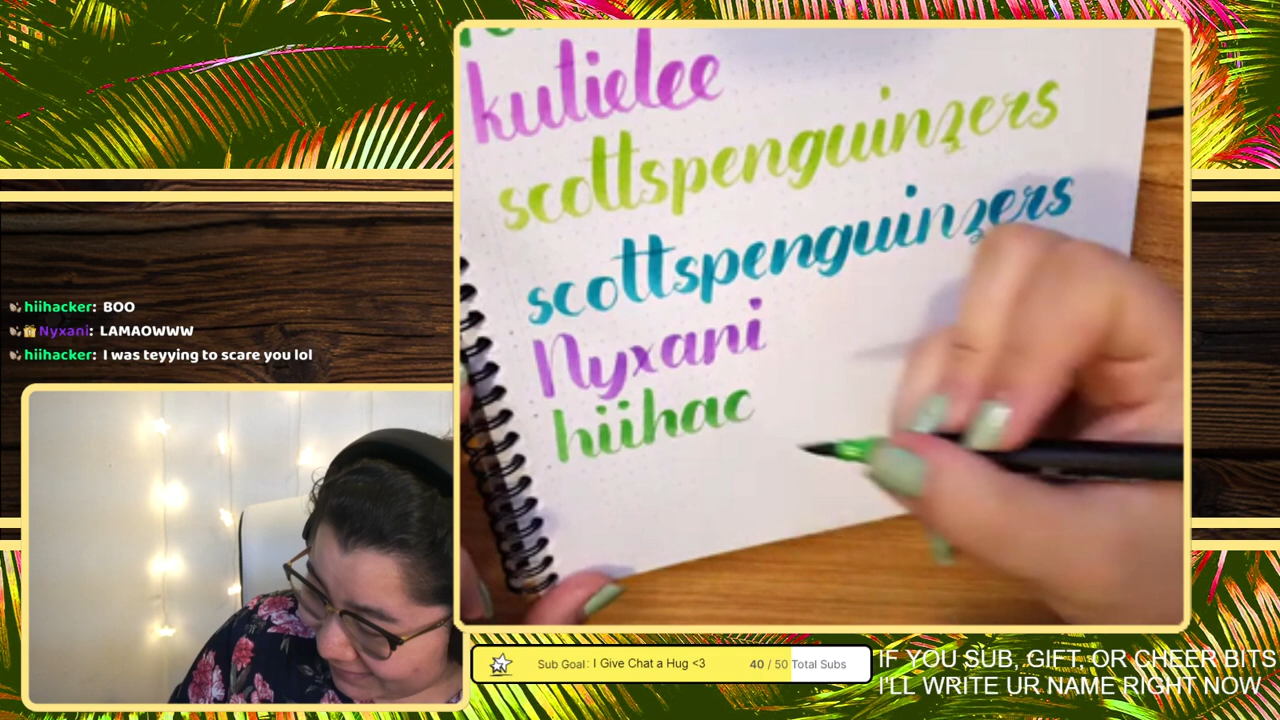 kutielee
scottspenguinzers
scottspenguinzers
Nyxani
hiihac
hiihacker: BOO
Nyxani: LAMAOWWW
hiihacker: I was teyying to scare you lol
Sub Goal: I Give Chat a Hug <3 40 / 50 Total Subs
IF YOU SUB, GIFT, OR CHEER BITS
I'LL WRITE UR NAME RIGHT NOW